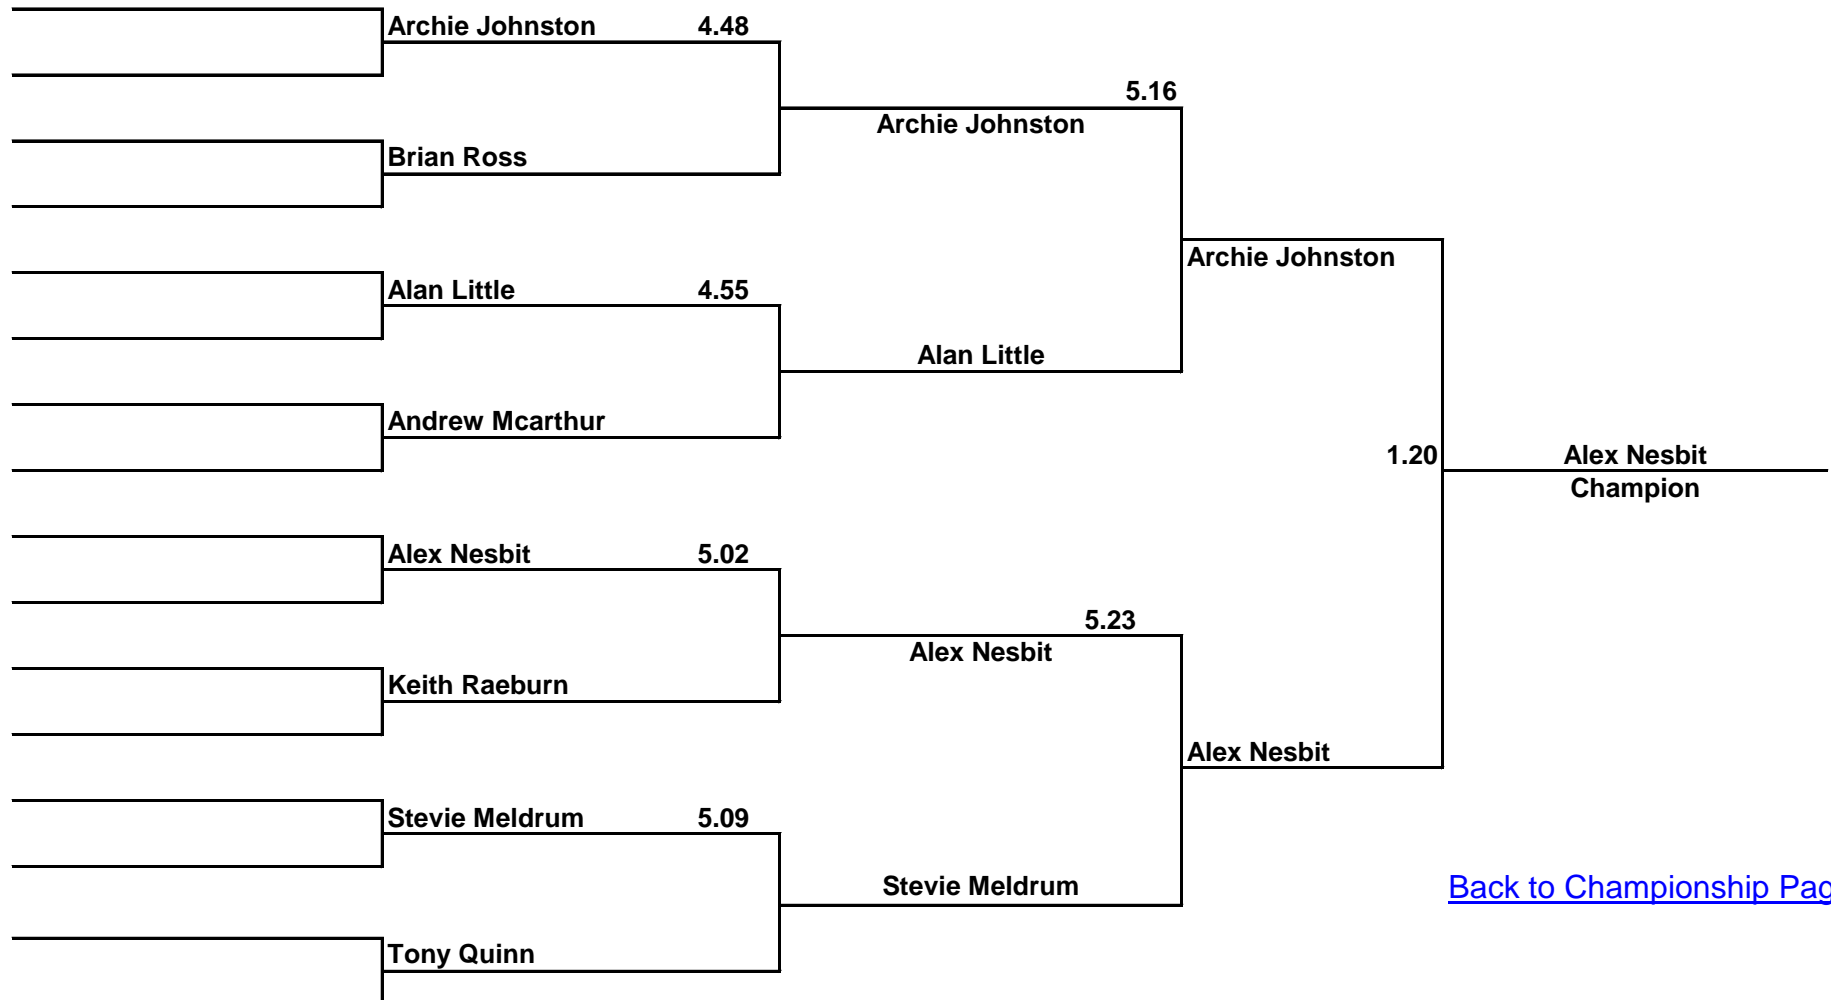 Archie Johnston 4.48
5.16
Archie Johnston
Brian Ross
Archie Johnston
Alan Little 4.55
Alan Little
Andrew Mcarthur
1.20 Alex Nesbit
Champion
Alex Nesbit 5.02
5.23
Alex Nesbit
Keith Raeburn
Alex Nesbit
Stevie Meldrum 5.09
Stevie Meldrum
Back to Championship Pag
Tony Quinn